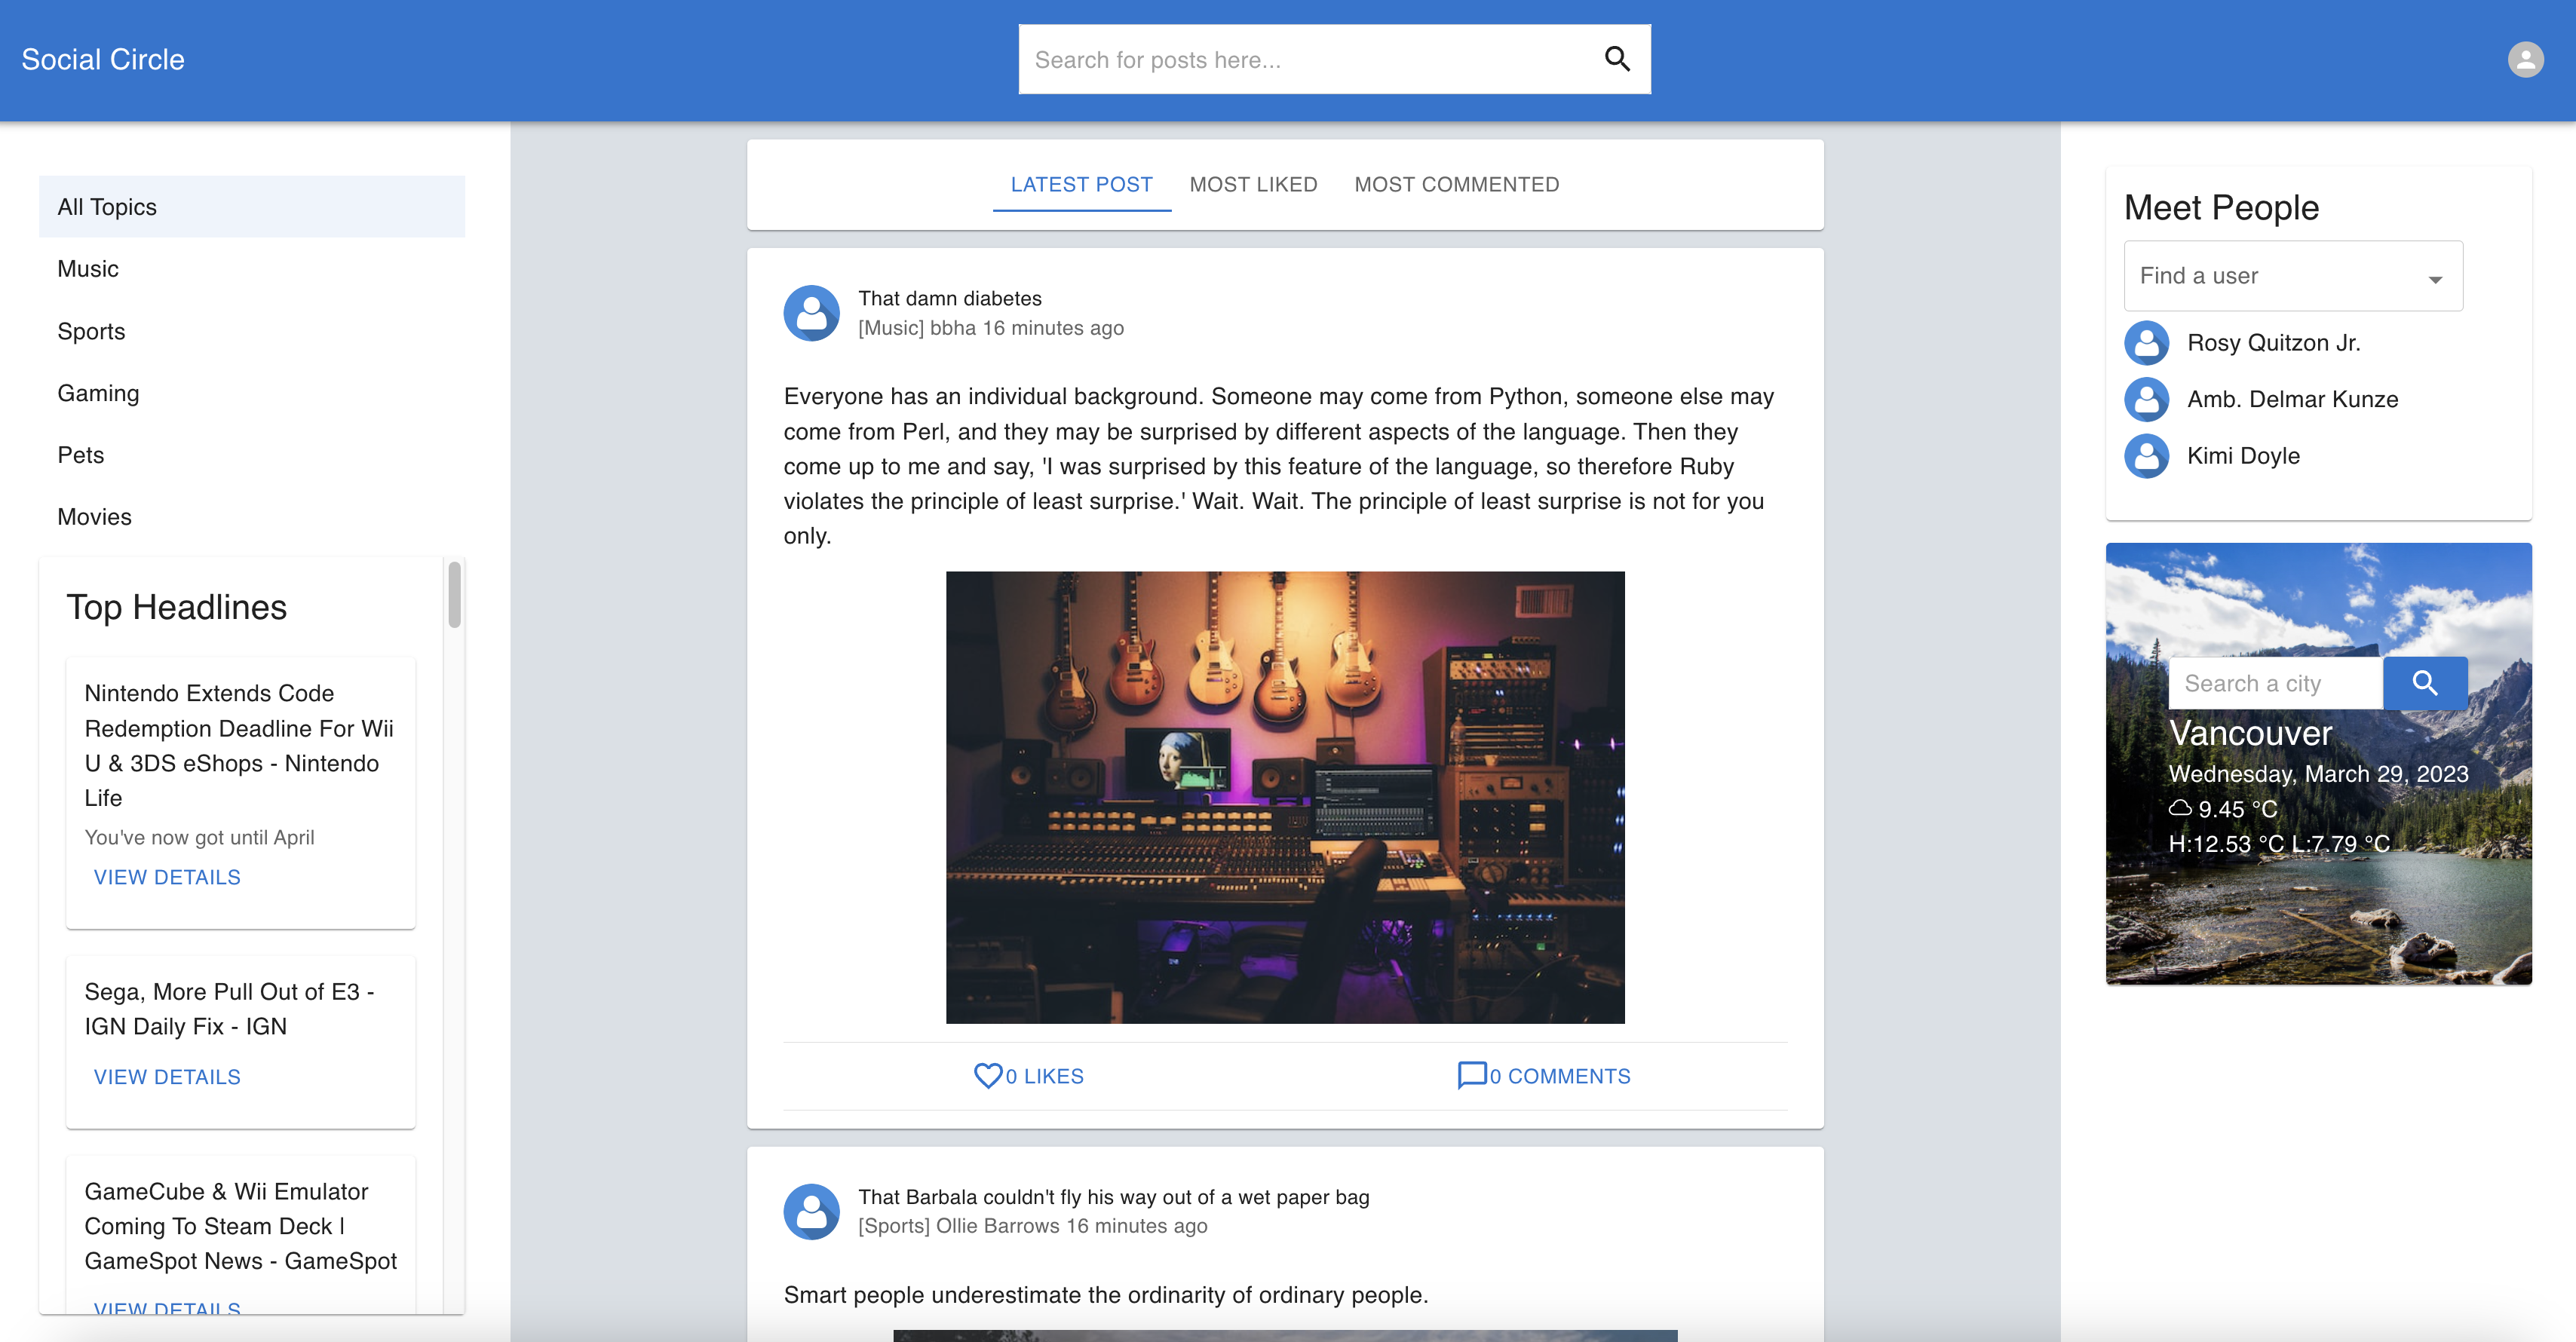 Social Circle
Search for posts here...
All Topics
Music
Sports
Gaming
Pets
Movies
Top Headlines
Nintendo Extends Code
Redemption Deadline For Wii
U & 3DS eShops - Nintendo
Life
You've now got until April
VIEW DETAILS
Sega, More Pull Out of E3 -
IGN Daily Fix - IGN
VIEW DETAILS
GameCube & Wii Emulator
Coming To Steam Deck |
GameSpot News - GameSpot
VIEW DETAILS
LATEST POST
MOST LIKED
MOST COMMENTED
That damn diabetes
[Music] bbha 16 minutes ago
Everyone has an individual background. Someone may come from Python, someone else may
come from Perl, and they may be surprised by different aspects of the language. Then they
come up to me and say, 'I was surprised by this feature of the language, so therefore Ruby
violates the principle of least surprise.' Wait. Wait. The principle of least surprise is not for you
only.
0 LIKES
0 COMMENTS
That Barbala couldn't fly his way out of a wet paper bag
[Sports] Ollie Barrows 16 minutes ago
Smart people underestimate the ordinarity of ordinary people.
Meet People
Find a user
Rosy Quitzon Jr.
Amb. Delmar Kunze
Kimi Doyle
Search a city
Vancouver
Wednesday, March 29, 2023
9.45 °C
H:12.53 °C L:7.79 °C